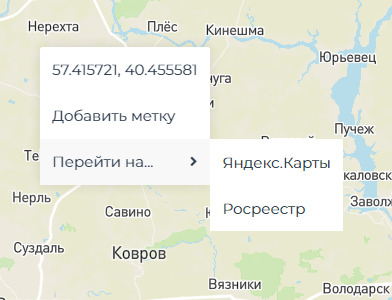 Нерехта
Плёс
Кинешма
Юрьевец
57.415721, 40.455581
Добавить метку
Пучеж
Перейти на...
Яндекс.Карты
Нерль
Савино
Росреестр
Суздаль
Ковров
Вязники
Володарск